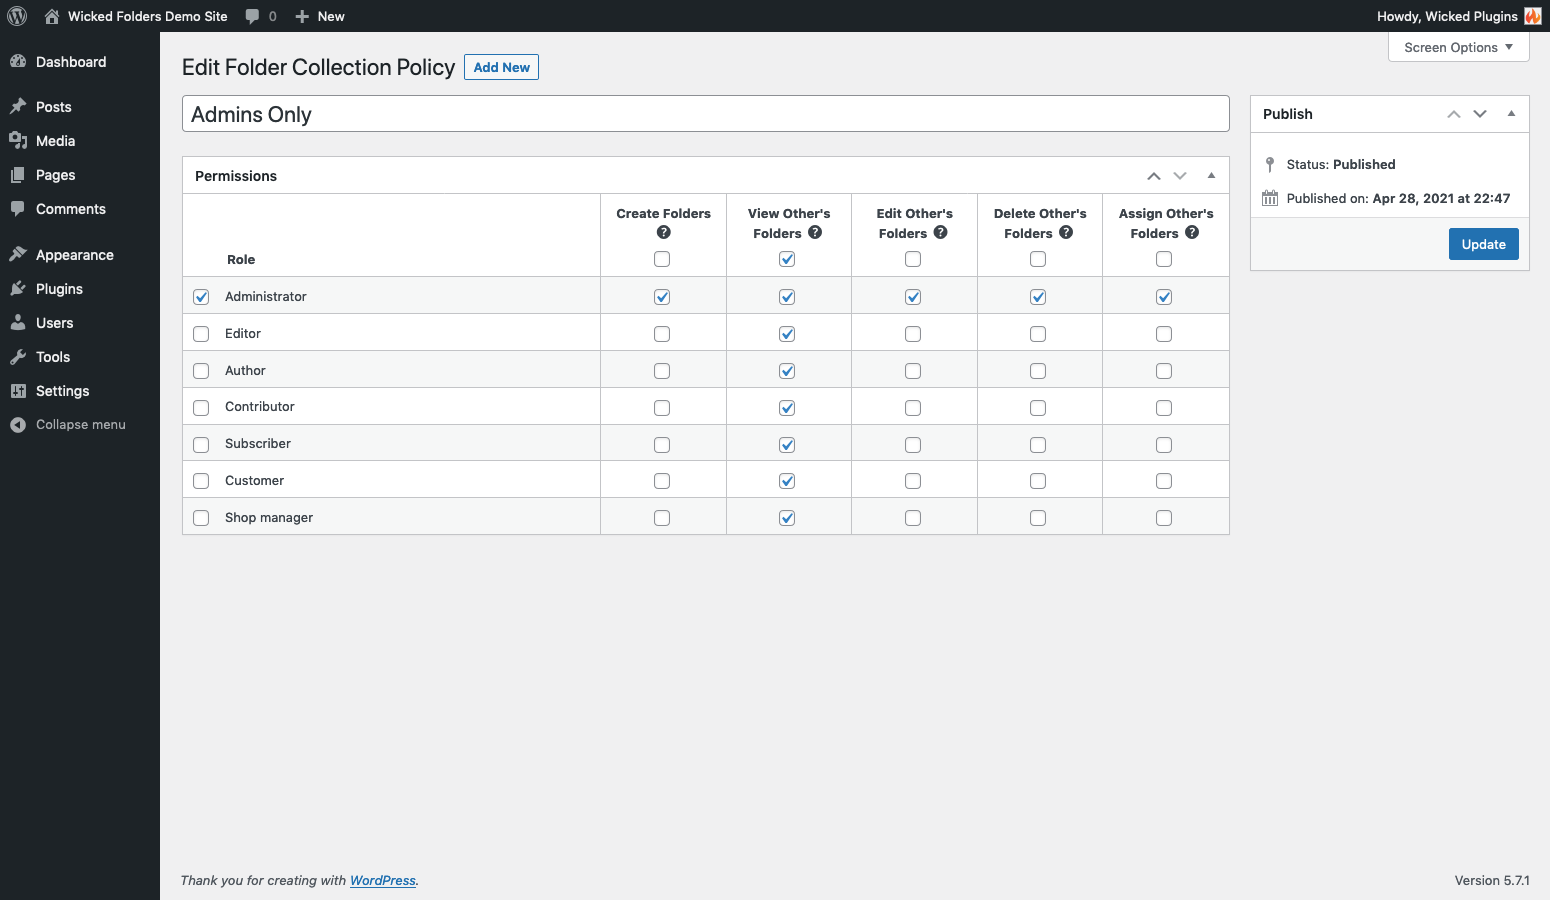 Wicked Folders Demo Site 0 New Howdy, Wicked Plugins
Screen Options
Dashboard
Posts
Media
Pages
Comments
Appearance
Plugins
Users
Tools
Settings
Collapse menu
Edit Folder Collection Policy Add New
Admins Only
Permissions
Role
Create Folders
View Other's
Folders
Edit Other's
Folders
Delete Other's
Folders
Assign Other's
Folders
Administrator
Editor
Author
Contributor
Subscriber
Customer
Shop manager
Publish
Status: Published
Published on: Apr 28, 2021 at 22:47
Update
Thank you for creating with WordPress.
Version 5.7.1